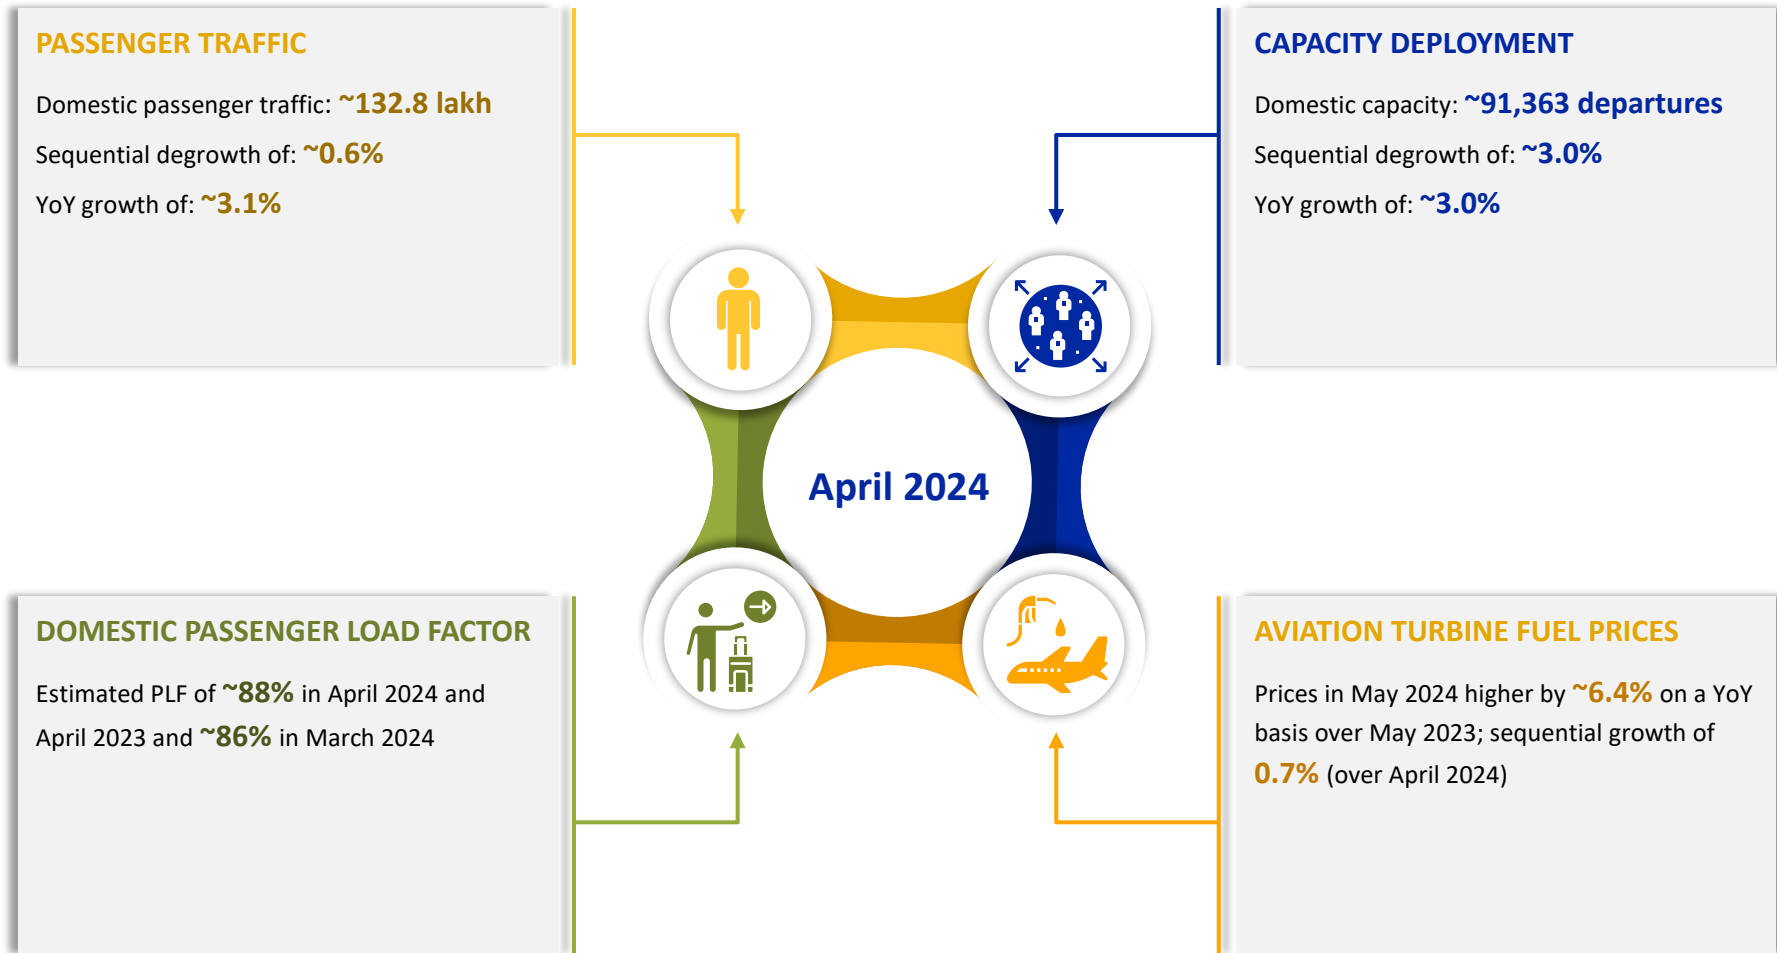 PASSENGER TRAFFIC
Domestic passenger traffic: ~132.8 lakh
Sequential degrowth of: ~0.6%
YoY growth of: ~3.1%
CAPACITY DEPLOYMENT
Domestic capacity: ~91,363 departures
Sequential degrowth of: ~3.0%
YoY growth of: ~3.0%
April 2024
DOMESTIC PASSENGER LOAD FACTOR
Estimated PLF of ~88% in April 2024 and
April 2023 and ~86% in March 2024
AVIATION TURBINE FUEL PRICES
Prices in May 2024 higher by ~6.4% on a YoY
basis over May 2023; sequential growth of
0.7% (over April 2024)